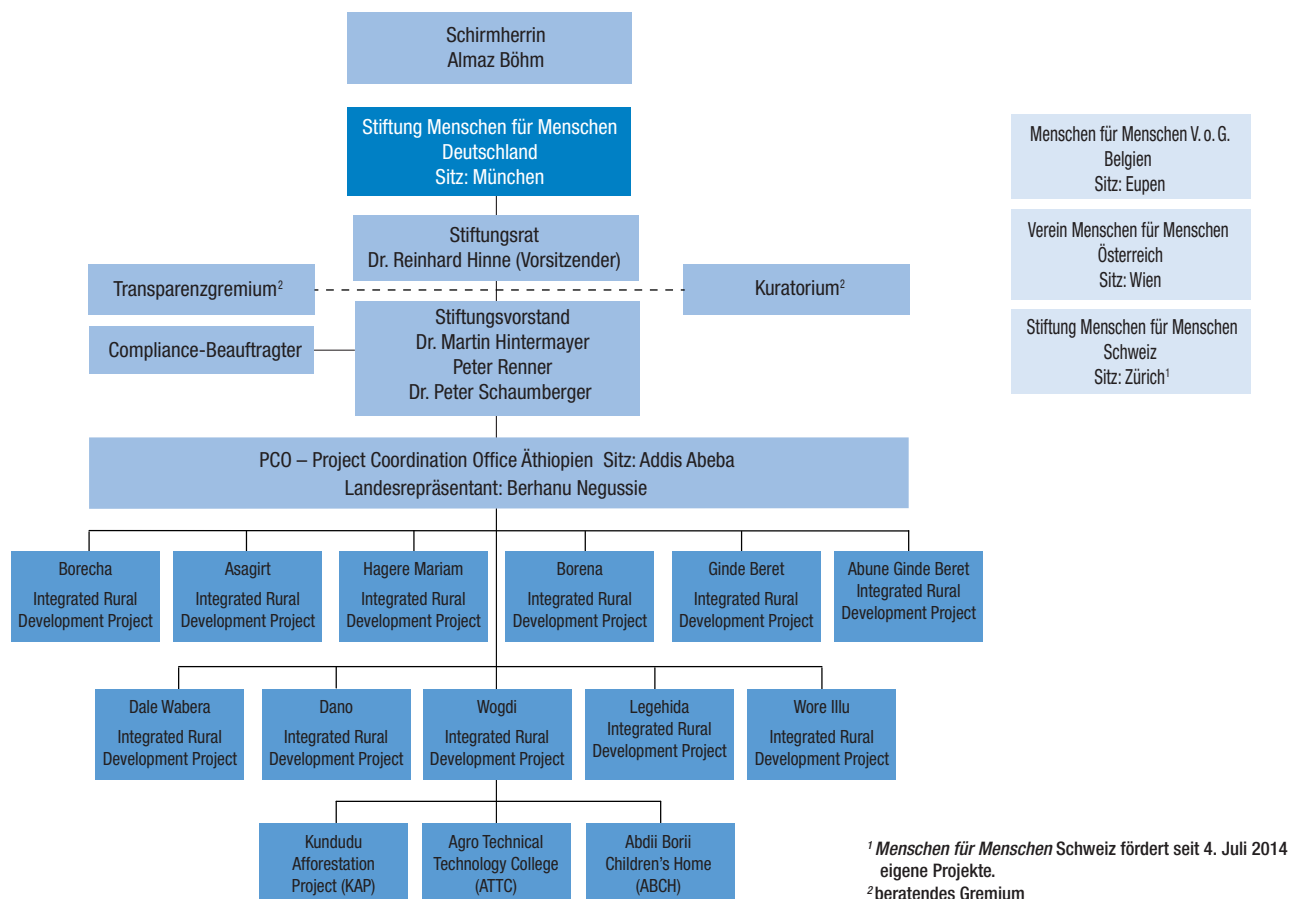 Schirmherrin
Almaz Böhm
Stiftung Menschen für Menschen
Deutschland
Sitz: München
Menschen für Menschen V. o. G.
Belgien
Sitz: Eupen
Stiftungsrat
Dr. Reinhard Hinne (Vorsitzender)
Verein Menschen für Menschen
Österreich
Sitz: Wien
Transparenzgremium²
Kuratorium²
Stiftungsvorstand
Dr. Martin Hintermayer
Peter Renner
Dr. Peter Schaumberger
Compliance-Beauftragter
Stiftung Menschen für Menschen
Schweiz
Sitz: Zürich¹
PCO – Project Coordination Office Äthiopien Sitz: Addis Abeba
Landesrepräsentant: Berhanu Negussie
Borecha
Integrated Rural
Development Project
Asagirt
Integrated Rural
Development Project
Hagere Mariam
Integrated Rural
Development Project
Borena
Integrated Rural
Development Project
Ginde Beret
Integrated Rural
Development Project
Abune Ginde Beret
Integrated Rural
Development Project
Dale Wabera
Integrated Rural
Development Project
Dano
Integrated Rural
Development Project
Wogdi
Integrated Rural
Development Project
Legehida
Integrated Rural
Development Project
Wore Illu
Integrated Rural
Development Project
Kundudu
Afforestation
Project (KAP)
Agro Technical
Technology College
(ATTC)
Abdii Borii
Children's Home
(ABCH)
¹ Menschen für Menschen Schweiz fördert seit 4. Juli 2014
eigene Projekte.
² beratendes Gremium